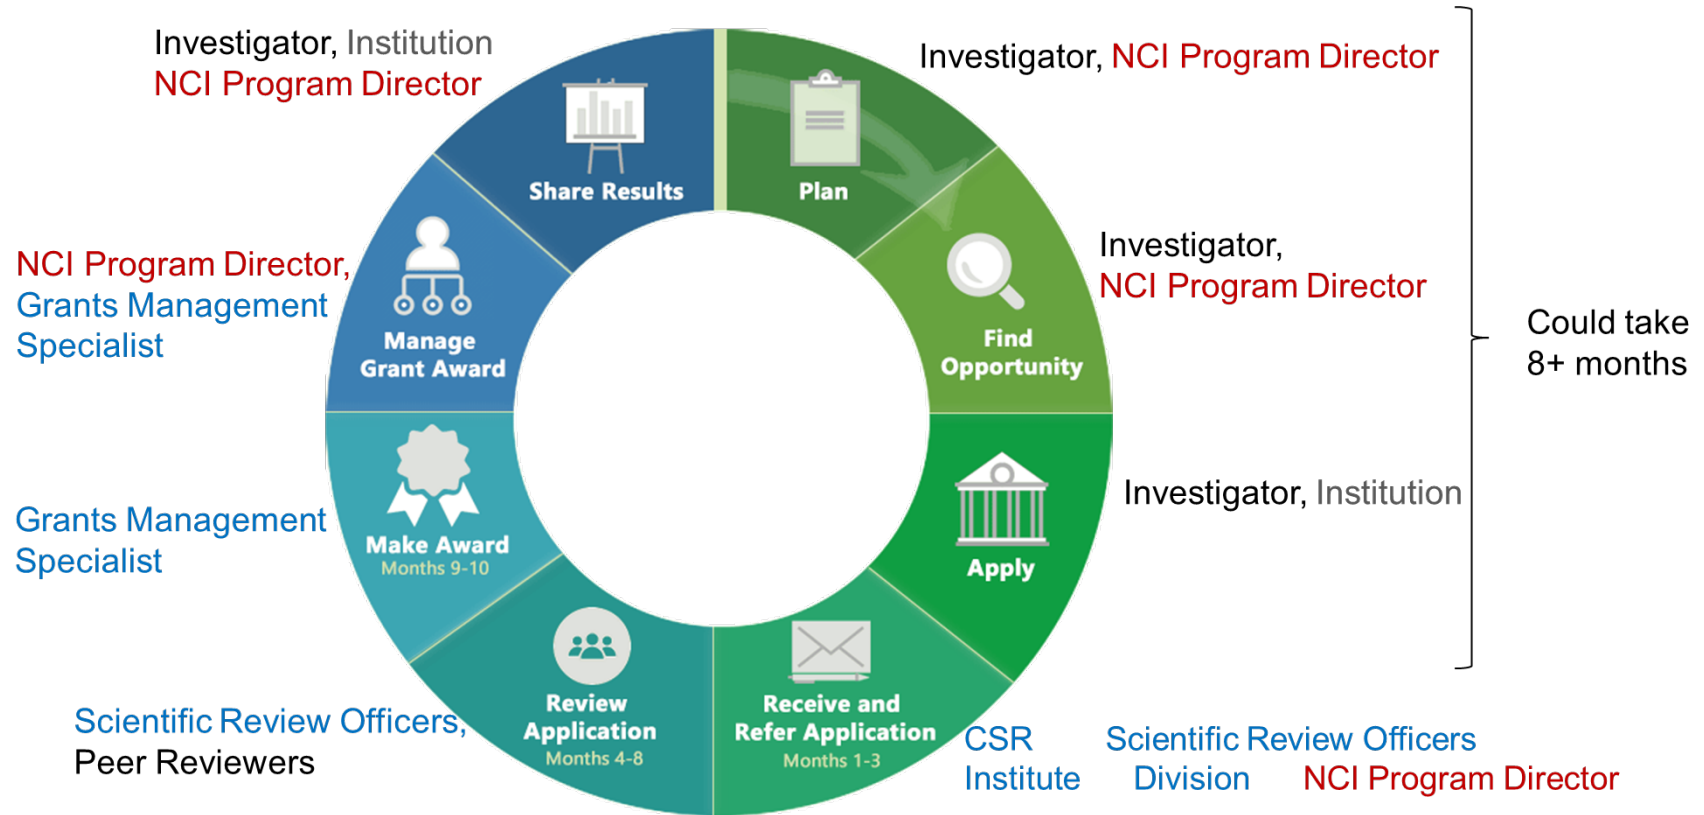 Investigator, Institution
NCI Program Director
Investigator, NCI Program Director
Share Results
Plan
NCI Program Director,
Grants Management
Specialist
Manage
Grant Award
Investigator,
NCI Program Director
Find
Opportunity
Could take
8+ months
Grants Management
Specialist
Make Award
Months 9-10
Investigator, Institution
Apply
Scientific Review Officers,
Peer Reviewers
Review
Application
Months 4-8
Receive and
Refer Application
Months 1-3
CSR Scientific Review Officers
Institute Division NCI Program Director